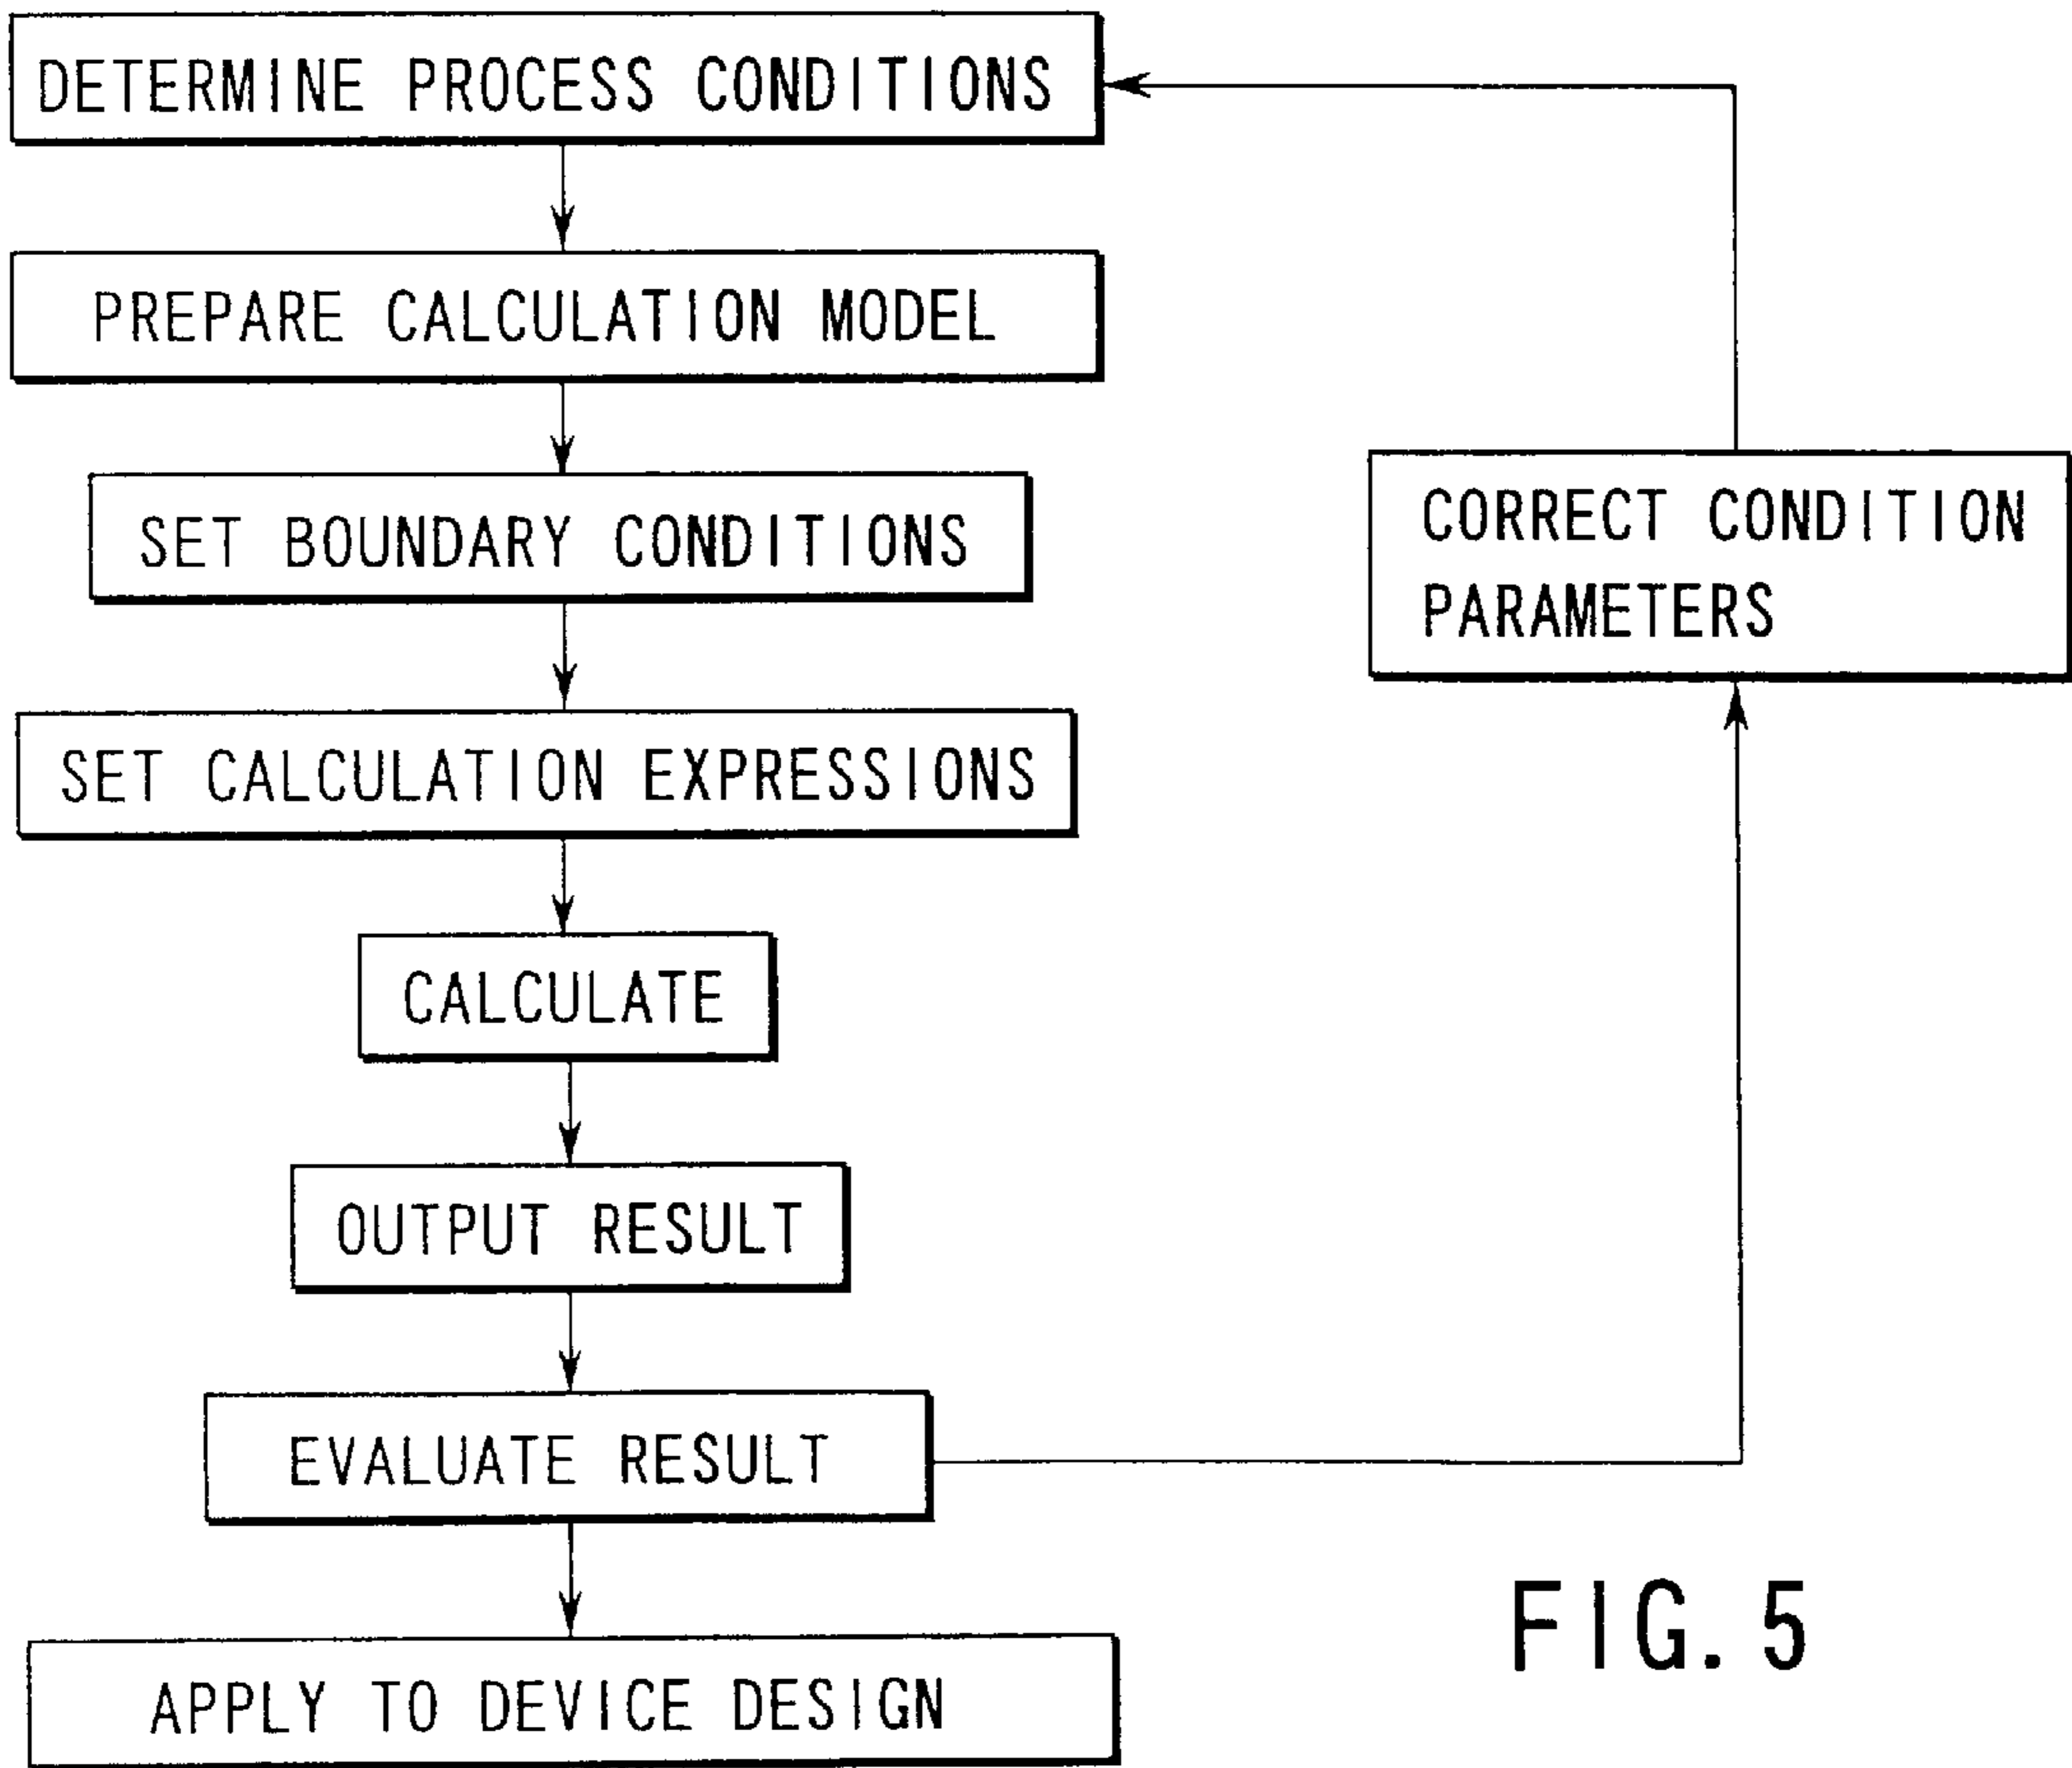 DETERMINE PROCESS CONDITIONS
PREPARE CALCULATION MODEL
SET BOUNDARY CONDITIONS
SET CALCULATION EXPRESSIONS
CALCULATE
OUTPUT RESULT
EVALUATE RESULT
APPLY TO DEVICE DESIGN
CORRECT CONDITION
PARAMETERS
FIG. 5